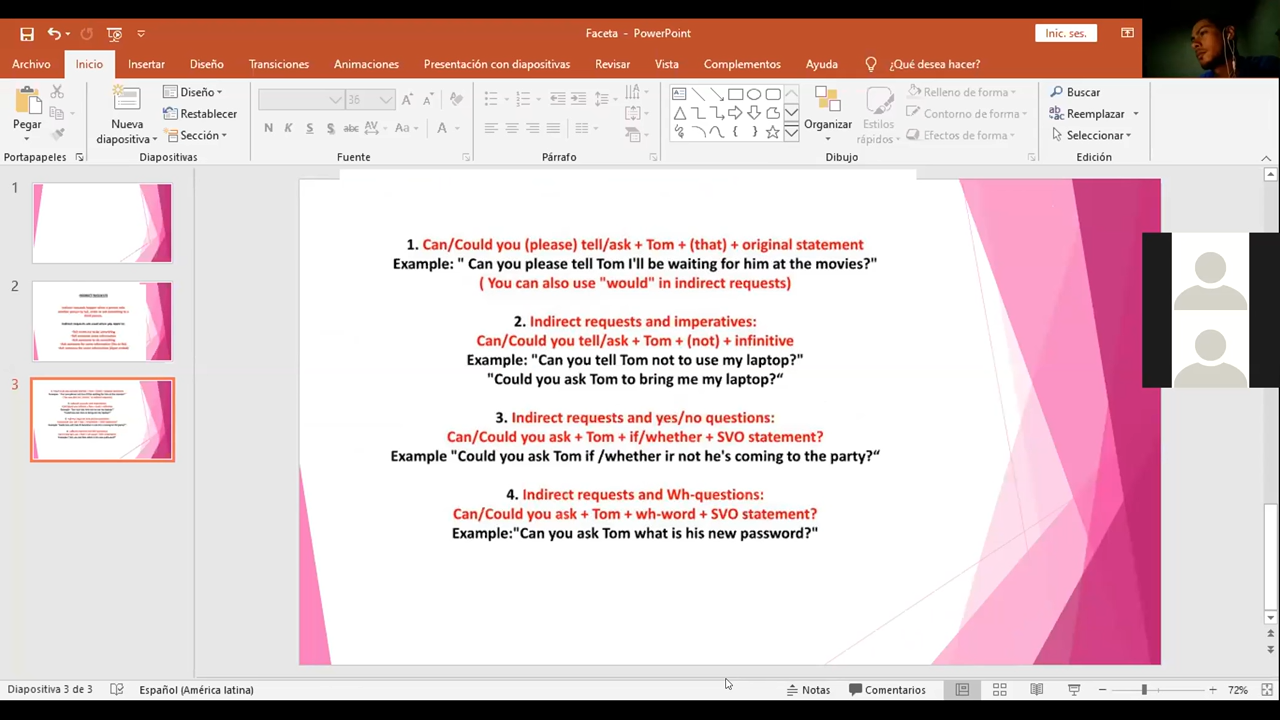 Faceta - PowerPoint
Inic. ses.
Archivo
Inicio
Insertar
Diseño
Transiciones
Animaciones
Presentación con diapositivas
Revisar
Vista
Complementos
Ayuda
¿Qué desea hacer?
Pegar
Nueva
diapositiva
Diseño
Restablecer
Sección
36
N K S S abc AV Aa A
Organizar
Estilos
rápidos
Relleno de forma
Contorno de forma
Efectos de forma
Buscar
Reemplazar
Seleccionar
Portapapeles
Diapositivas
Fuente
Párrafo
Dibujo
Edición
1
2
INDIRECT REQUESTS
3
1. Can/Could you (please) tell/ask + Tom + (that) + original statement
Example: " Can you please tell Tom I'll be waiting for him at the movies?"
( You can also use "would" in indirect requests)
2. Indirect requests and imperatives:
Can/Could you tell/ask + Tom + (not) + infinitive
Example: "Can you tell Tom not to use my laptop?"
"Could you ask Tom to bring me my laptop?“
3. Indirect requests and yes/no questions:
Can/Could you ask + Tom + if/whether + SVO statement?
Example "Could you ask Tom if /whether ir not he's coming to the party?“
4. Indirect requests and Wh-questions:
Can/Could you ask + Tom + wh-word + SVO statement?
Example:"Can you ask Tom what is his new password?"
Diapositiva 3 de 3
Español (América latina)
Notas
Comentarios
72%